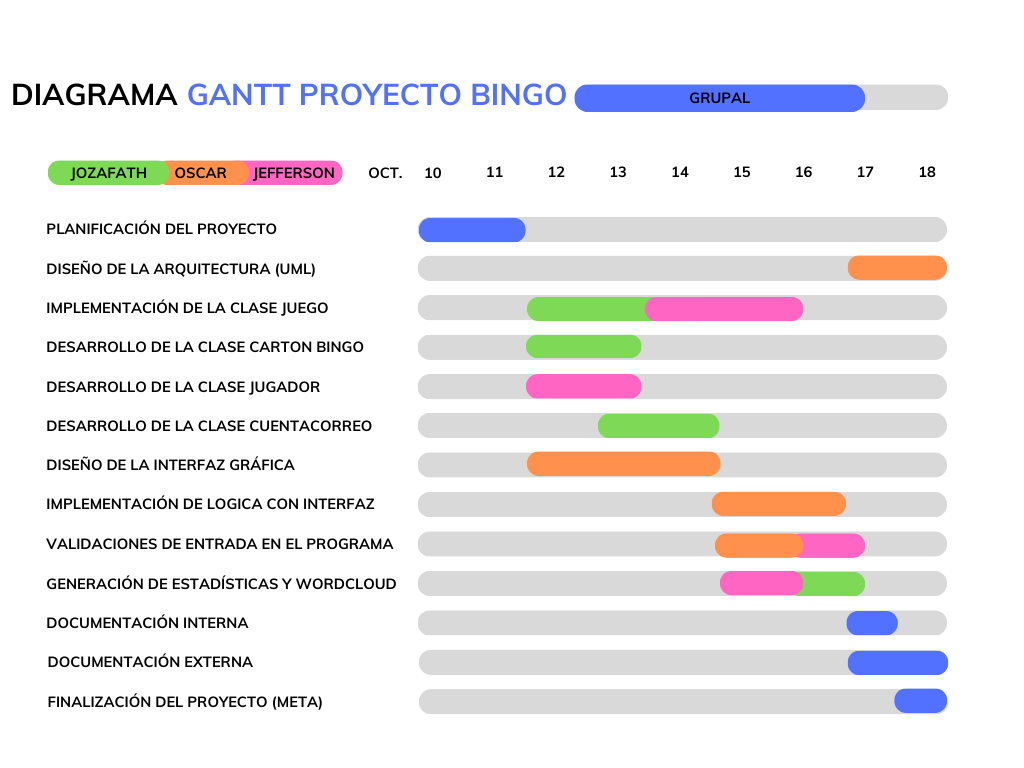 DIAGRAMA GANTT PROYECTO BINGO GRUPAL
JOZAFATH OSCAR JEFFERSON OCT. 10 11 12 13 14 15 16 17 18
PLANIFICACIÓN DEL PROYECTO
DISEÑO DE LA ARQUITECTURA (UML)
IMPLEMENTACIÓN DE LA CLASE JUEGO
DESARROLLO DE LA CLASE CARTON BINGO
DESARROLLO DE LA CLASE JUGADOR
DESARROLLO DE LA CLASE CUENTACORREO
DISEÑO DE LA INTERFAZ GRÁFICA
IMPLEMENTACIÓN DE LOGICA CON INTERFAZ
VALIDACIONES DE ENTRADA EN EL PROGRAMA
GENERACIÓN DE ESTADÍSTICAS Y WORDCLOUD
DOCUMENTACIÓN INTERNA
DOCUMENTACIÓN EXTERNA
FINALIZACIÓN DEL PROYECTO (META)